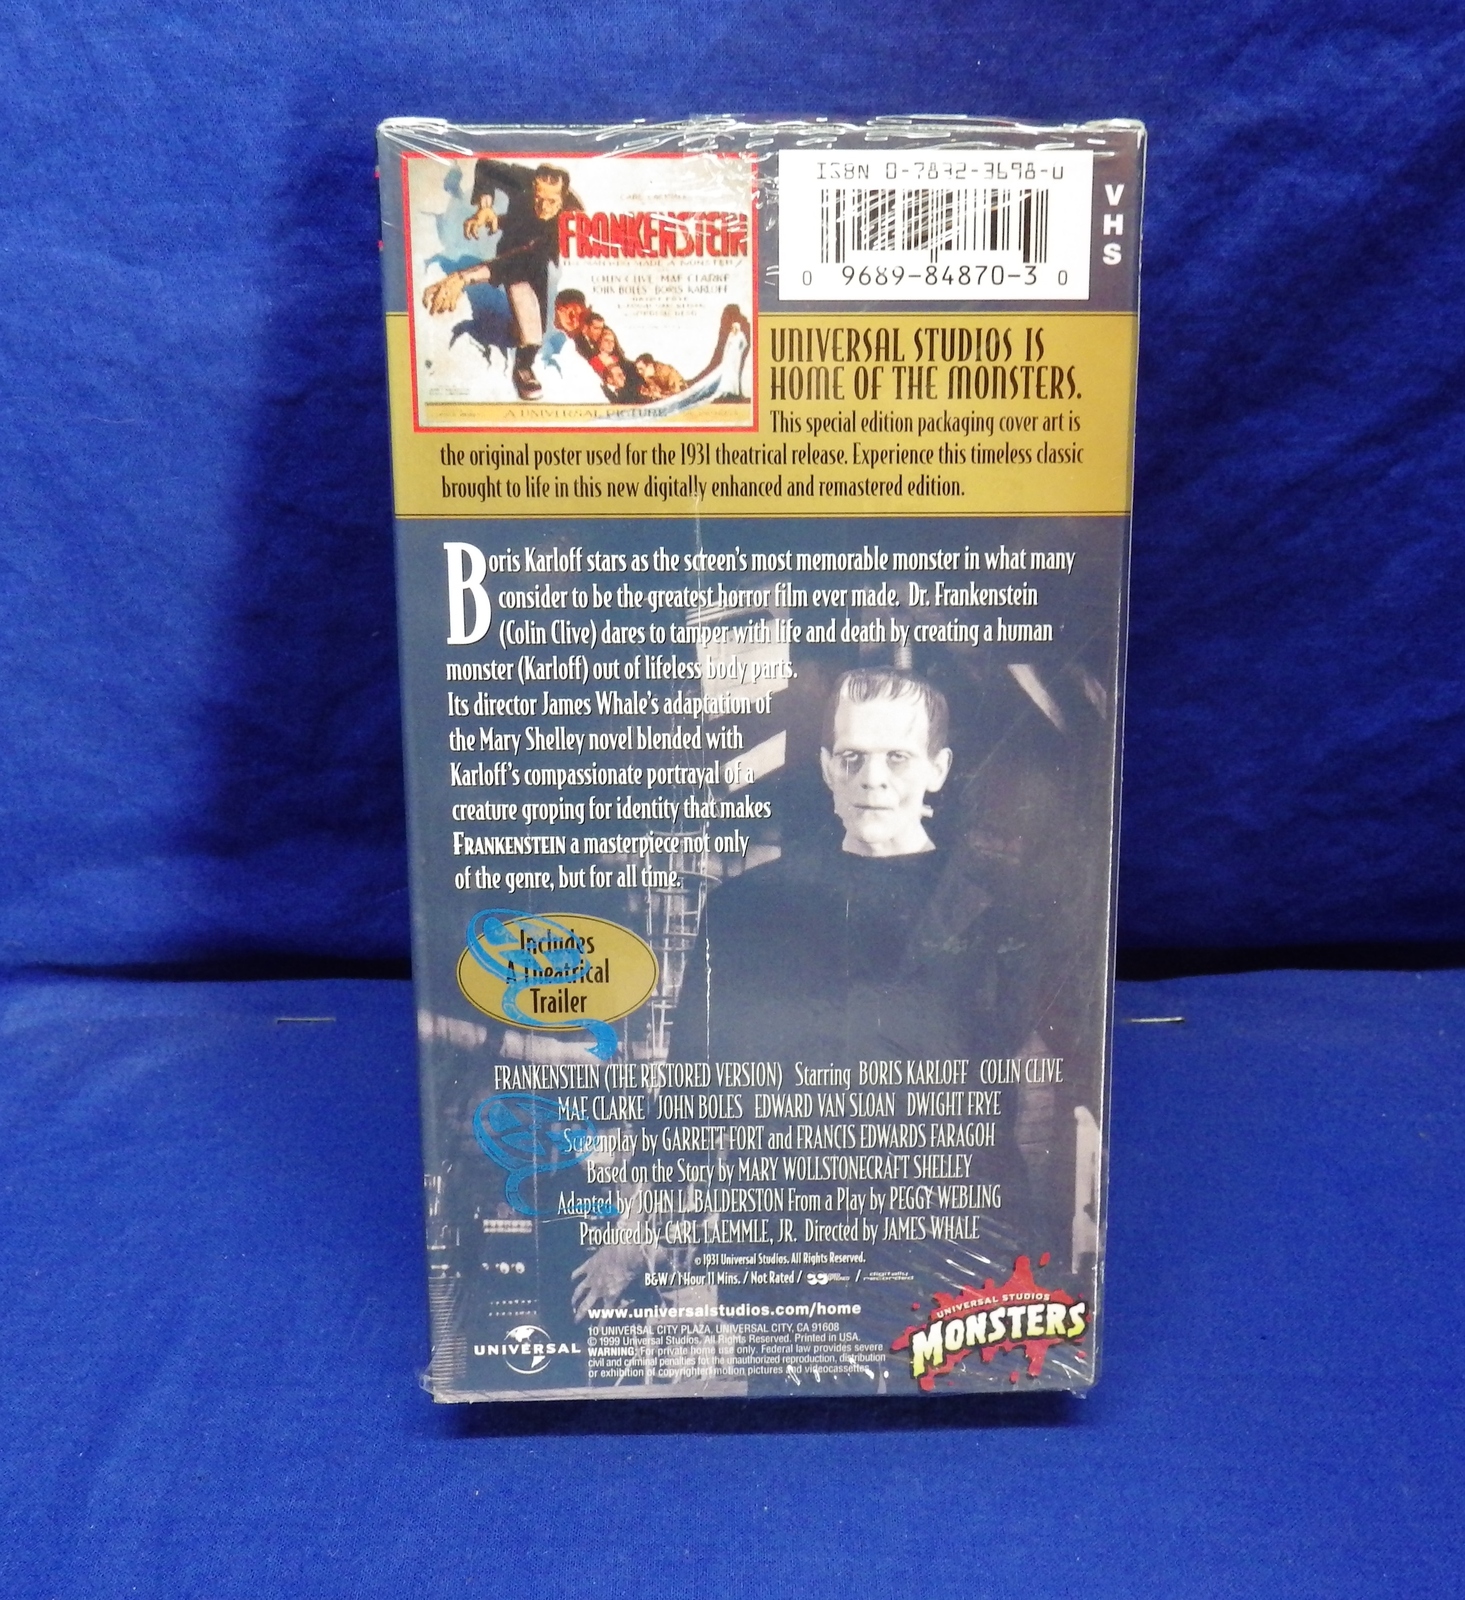 FRANKENSTEIN
COLIN CLIVE · MAE CLARKE
JOHN BOLES · BORIS KARLOFF
A UNIVERSAL PICTURE
ISBN
0 9689-84870-3 0
VHS
UNIVERSAL STUDIOS IS
HOME OF THE MONSTERS.
This special edition packaging cover art is
the original poster used for the 1931 theatrical release. Experience this timeless classic
brought to life in this new digitally enhanced and remastered edition.
Boris Karloff stars as the screen's most memorable monster in what many
consider to be the greatest horror film ever made. Dr. Frankenstein
(Colin Clive) dares to tamper with life and death by creating a human
monster (Karloff) out of lifeless body parts.
Its director James Whale's adaptation of
the Mary Shelley novel blended with
Karloff's compassionate portrayal of a
creature groping for identity that makes
FRANKENSTEIN a masterpiece not only
of the genre, but for all time.
Includes
A Theatrical
Trailer
FRANKENSTEIN (THE RESTORED VERSION) Starring BORIS KARLOFF COLIN CLIVE
MAE CLARKE JOHN BOLES EDWARD VAN SLOAN DWIGHT FRYE
Screenplay by GARRETT FORT and FRANCIS EDWARDS FARAGOH
Based on the Story by MARY WOLLSTONECRAFT SHELLEY
Adapted by JOHN L. BALDERSTON From a Play by PEGGY WEBLING
Produced by CARL LAEMMLE, JR. Directed by JAMES WHALE
© 1931 Universal Studios. All Rights Reserved.
B&W / 1 Hour 11 Mins. / Not Rated / / digitally recorded
www.universalstudios.com/home
10 UNIVERSAL CITY PLAZA, UNIVERSAL CITY, CA 91608
© 1999 Universal Studios. All Rights Reserved. Printed in USA.
WARNING: For private home use only. Federal law provides severe
civil and criminal penalties for the unauthorized reproduction, distribution
or exhibition of copyrighted motion pictures and videocassettes.
UNIVERSAL
UNIVERSAL STUDIOS
MONSTERS